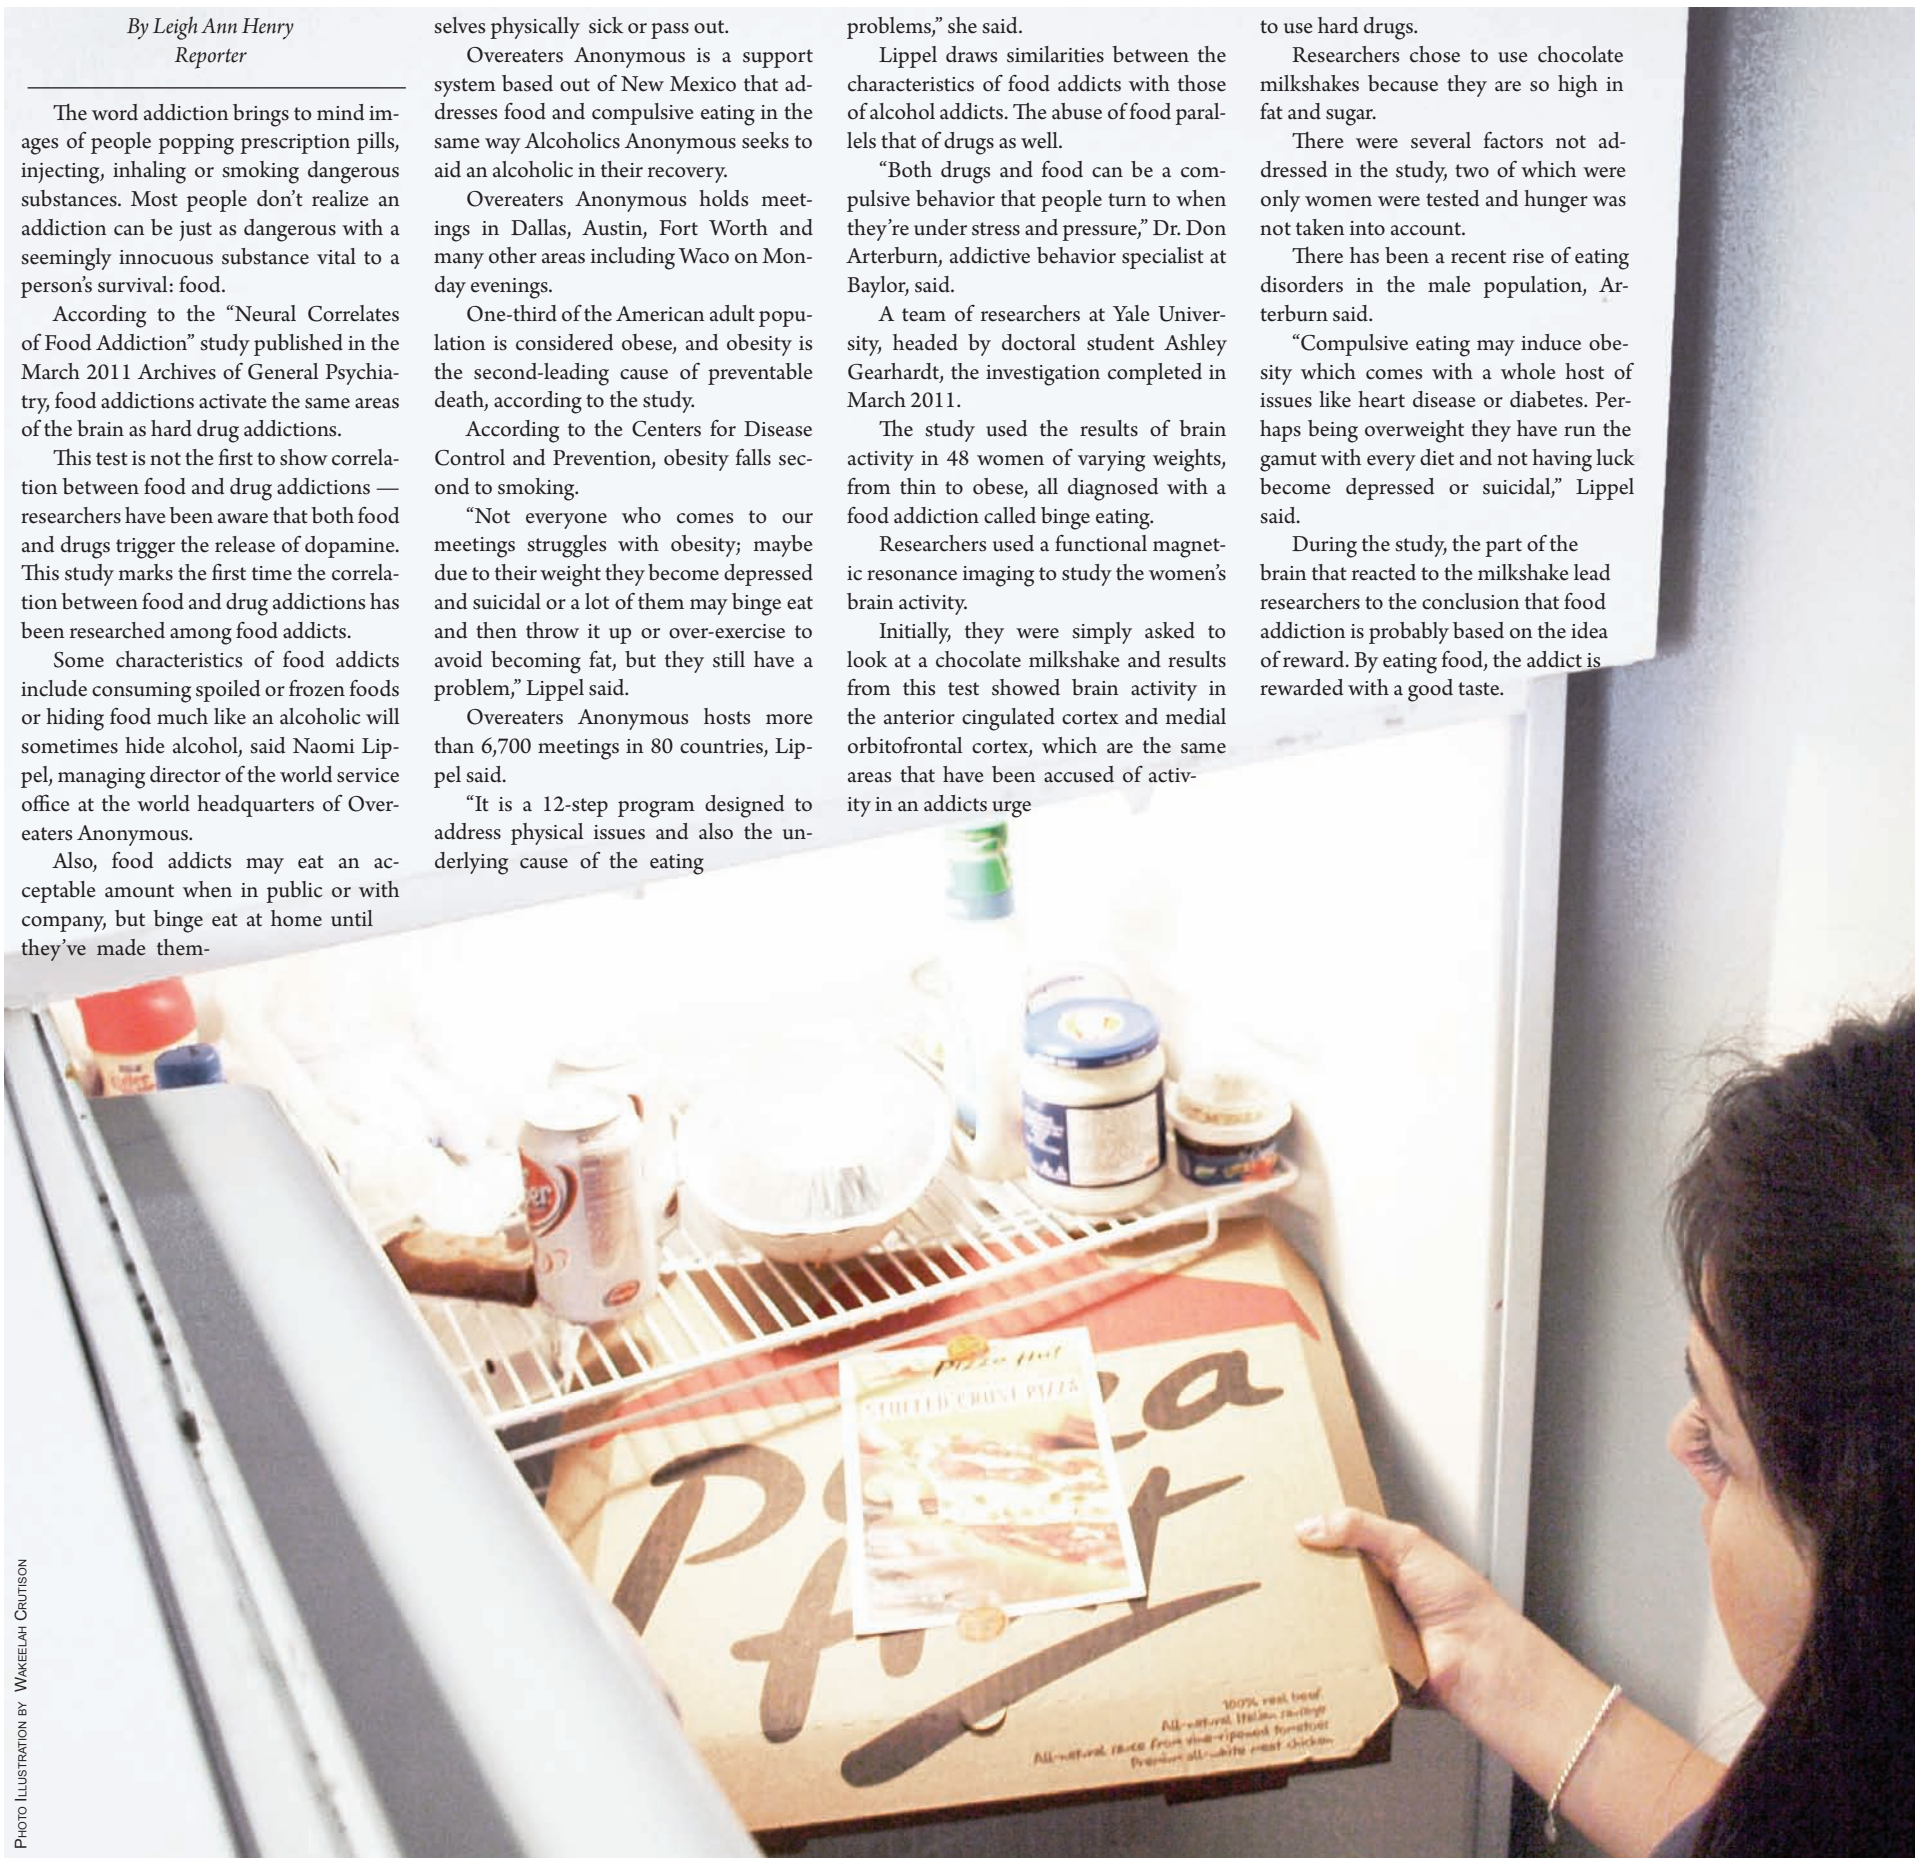 By Leigh Ann Henry
Reporter
The word addiction brings to mind im-
ages of people popping prescription pills,
injecting, inhaling or smoking dangerous
substances. Most people don’t realize an
addiction can be just as dangerous with a
seemingly innocuous substance vital to a
person’s survival: food.
According to the “Neural Correlates
of Food Addiction” study published in the
March 2011 Archives of General Psychia-
try, food addictions activate the same areas
of the brain as hard drug addictions.
This test is not the first to show correla-
tion between food and drug addictions —
researchers have been aware that both food
and drugs trigger the release of dopamine.
This study marks the first time the correla-
tion between food and drug addictions has
been researched among food addicts.
Some characteristics of food addicts
include consuming spoiled or frozen foods
or hiding food much like an alcoholic will
sometimes hide alcohol, said Naomi Lip-
pel, managing director of the world service
office at the world headquarters of Over-
eaters Anonymous.
Also, food addicts may eat an ac-
ceptable amount when in public or with
company, but binge eat at home until
they’ve made them-
selves physically sick or pass out.
Overeaters Anonymous is a support
system based out of New Mexico that ad-
dresses food and compulsive eating in the
same way Alcoholics Anonymous seeks to
aid an alcoholic in their recovery.
Overeaters Anonymous holds meet-
ings in Dallas, Austin, Fort Worth and
many other areas including Waco on Mon-
day evenings.
One-third of the American adult popu-
lation is considered obese, and obesity is
the second-leading cause of preventable
death, according to the study.
According to the Centers for Disease
Control and Prevention, obesity falls sec-
ond to smoking.
“Not everyone who comes to our
meetings struggles with obesity; maybe
due to their weight they become depressed
and suicidal or a lot of them may binge eat
and then throw it up or over-exercise to
avoid becoming fat, but they still have a
problem,” Lippel said.
Overeaters Anonymous hosts more
than 6,700 meetings in 80 countries, Lip-
pel said.
“It is a 12-step program designed to
address physical issues and also the un-
derlying cause of the eating
problems,” she said.
Lippel draws similarities between the
characteristics of food addicts with those
of alcohol addicts. The abuse of food paral-
lels that of drugs as well.
“Both drugs and food can be a com-
pulsive behavior that people turn to when
they’re under stress and pressure,” Dr. Don
Arterburn, addictive behavior specialist at
Baylor, said.
A team of researchers at Yale Univer-
sity, headed by doctoral student Ashley
Gearhardt, the investigation completed in
March 2011.
The study used the results of brain
activity in 48 women of varying weights,
from thin to obese, all diagnosed with a
food addiction called binge eating.
Researchers used a functional magnet-
ic resonance imaging to study the women’s
brain activity.
Initially, they were simply asked to
look at a chocolate milkshake and results
from this test showed brain activity in
the anterior cingulated cortex and medial
orbitofrontal cortex, which are the same
areas that have been accused of activ-
ity in an addicts urge
to use hard drugs.
Researchers chose to use chocolate
milkshakes because they are so high in
fat and sugar.
There were several factors not ad-
dressed in the study, two of which were
only women were tested and hunger was
not taken into account.
There has been a recent rise of eating
disorders in the male population, Ar-
terburn said.
“Compulsive eating may induce obe-
sity which comes with a whole host of
issues like heart disease or diabetes. Per-
haps being overweight they have run the
gamut with every diet and not having luck
become depressed or suicidal,” Lippel
said.
During the study, the part of the
brain that reacted to the milkshake lead
researchers to the conclusion that food
addiction is probably based on the idea
of reward. By eating food, the addict is
rewarded with a good taste.
Pizza Hut
STUFFED CRUST PIZZA
Hut
100% real beef
All-natural Italian sausage
All-natural sauce from vine-ripened tomatoes
Premium all-white meat chicken
Photo Illustration by Wakeelah Crutison